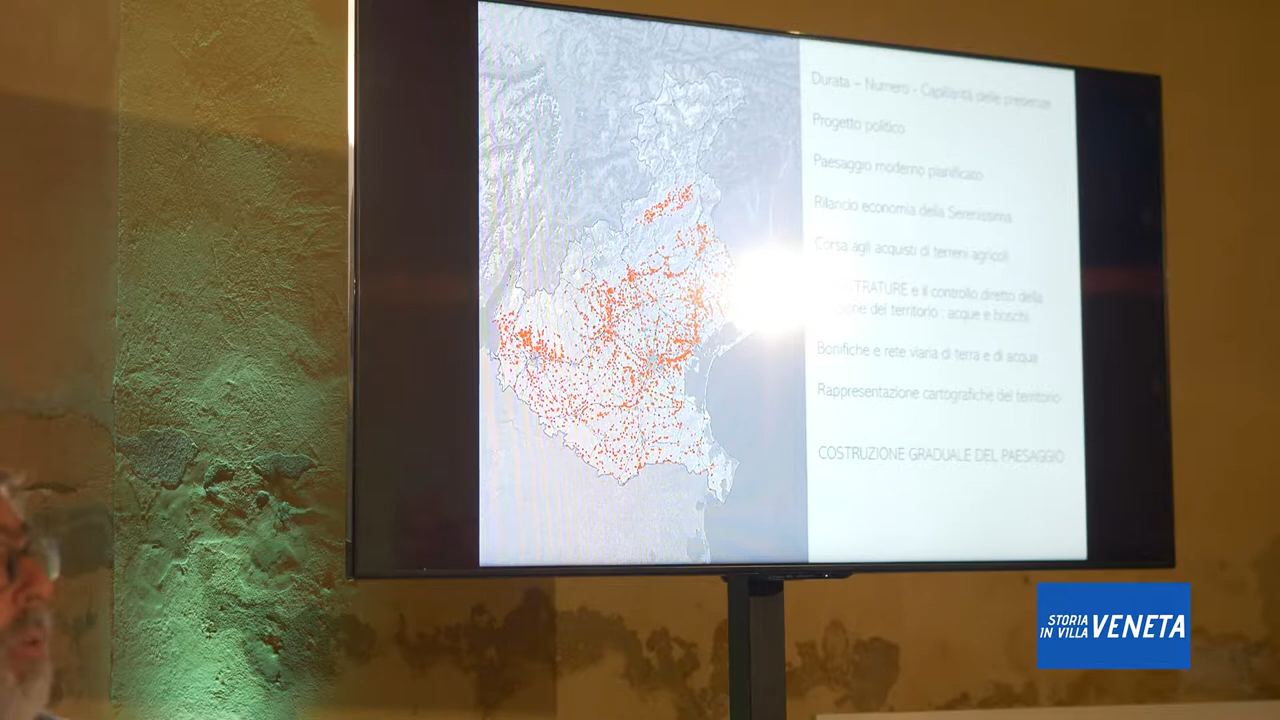 Durata – Numero - Capillarità delle presenze
Progetto politico
Paesaggio moderno pianificato
Rilancio economia della Serenissima
Corsa agli acquisti di terreni agricoli
STRATURE e il controllo diretto della
del territorio : acque e boschi
Bonifiche e rete viaria di terra e di acqua
Rappresentazione cartografiche del territorio
COSTRUZIONE GRADUALE DEL PAESAGGIO
STORIA
IN VILLA VENETA